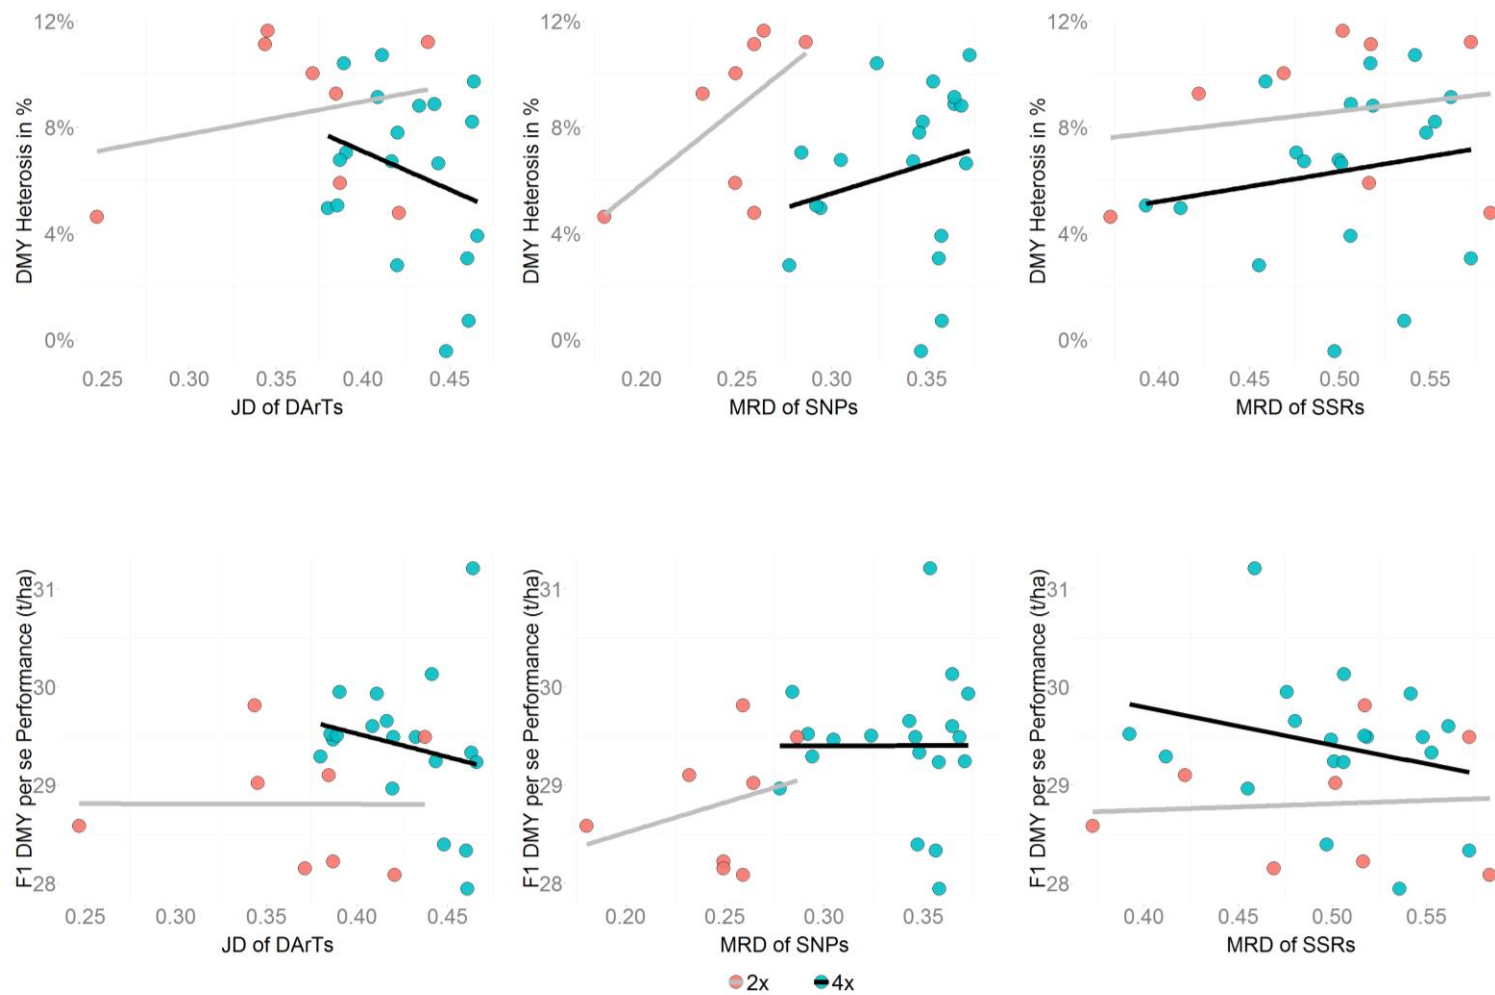 12%
8%
4%
0%
DMY Heterosis in %
0.25 0.30 0.35 0.40 0.45
JD of DArTs
12%
8%
4%
0%
DMY Heterosis in %
0.20 0.25 0.30 0.35
MRD of SNPs
12%
8%
4%
0%
DMY Heterosis in %
0.40 0.45 0.50 0.55
MRD of SSRs
31
30
29
28
F1 DMY per se Performance (t/ha)
0.25 0.30 0.35 0.40 0.45
JD of DArTs
31
30
29
28
F1 DMY per se Performance (t/ha)
0.20 0.25 0.30 0.35
MRD of SNPs
31
30
29
28
F1 DMY per se Performance (t/ha)
0.40 0.45 0.50 0.55
MRD of SSRs
2x 4x